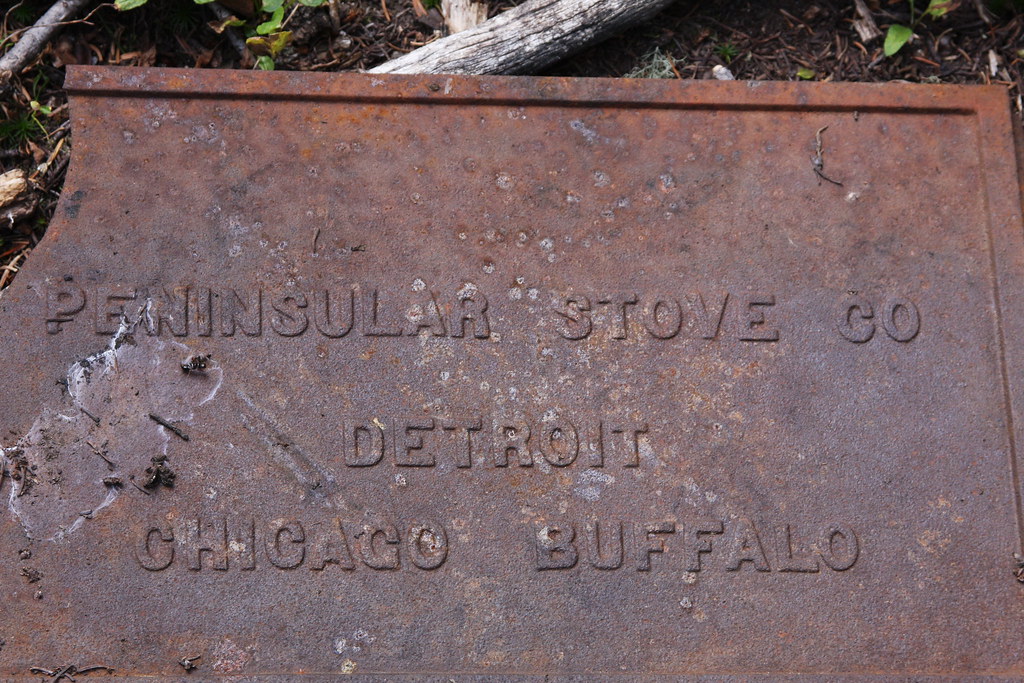 PENINSULAR STOVE CO
DETROIT
CHICAGO BUFFALO